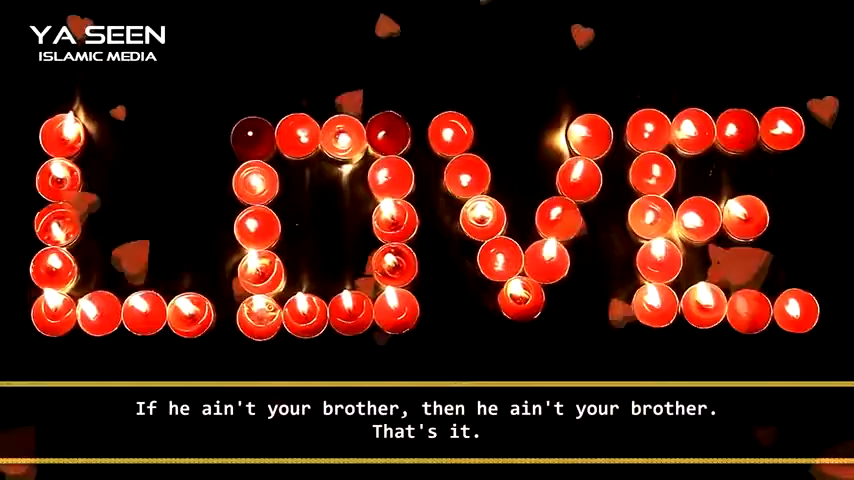 YA SEEN
ISLAMIC MEDIA
LOVE
If he ain't your brother, then he ain't your brother.
That's it.